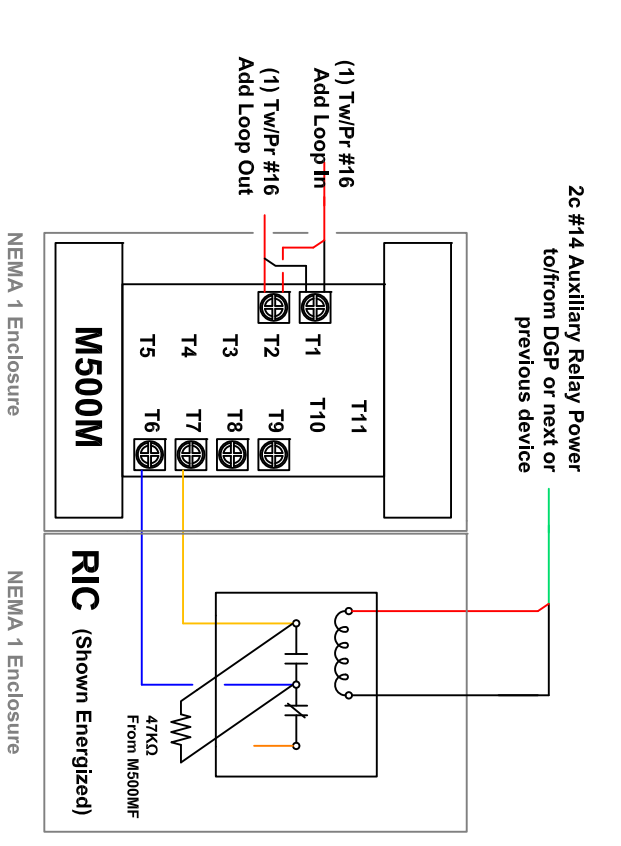 2c #14 Auxiliary Relay Power
to/from DGP or next or
previous device
(1) Tw/Pr #16
Add Loop In
(1) Tw/Pr #16
Add Loop Out
T11
T1
T10
T2
T9
T3
T8
T4
T7
T5
T6
M500M
NEMA 1 Enclosure
47KΩ
From M500MF
RIC (Shown Energized)
NEMA 1 Enclosure